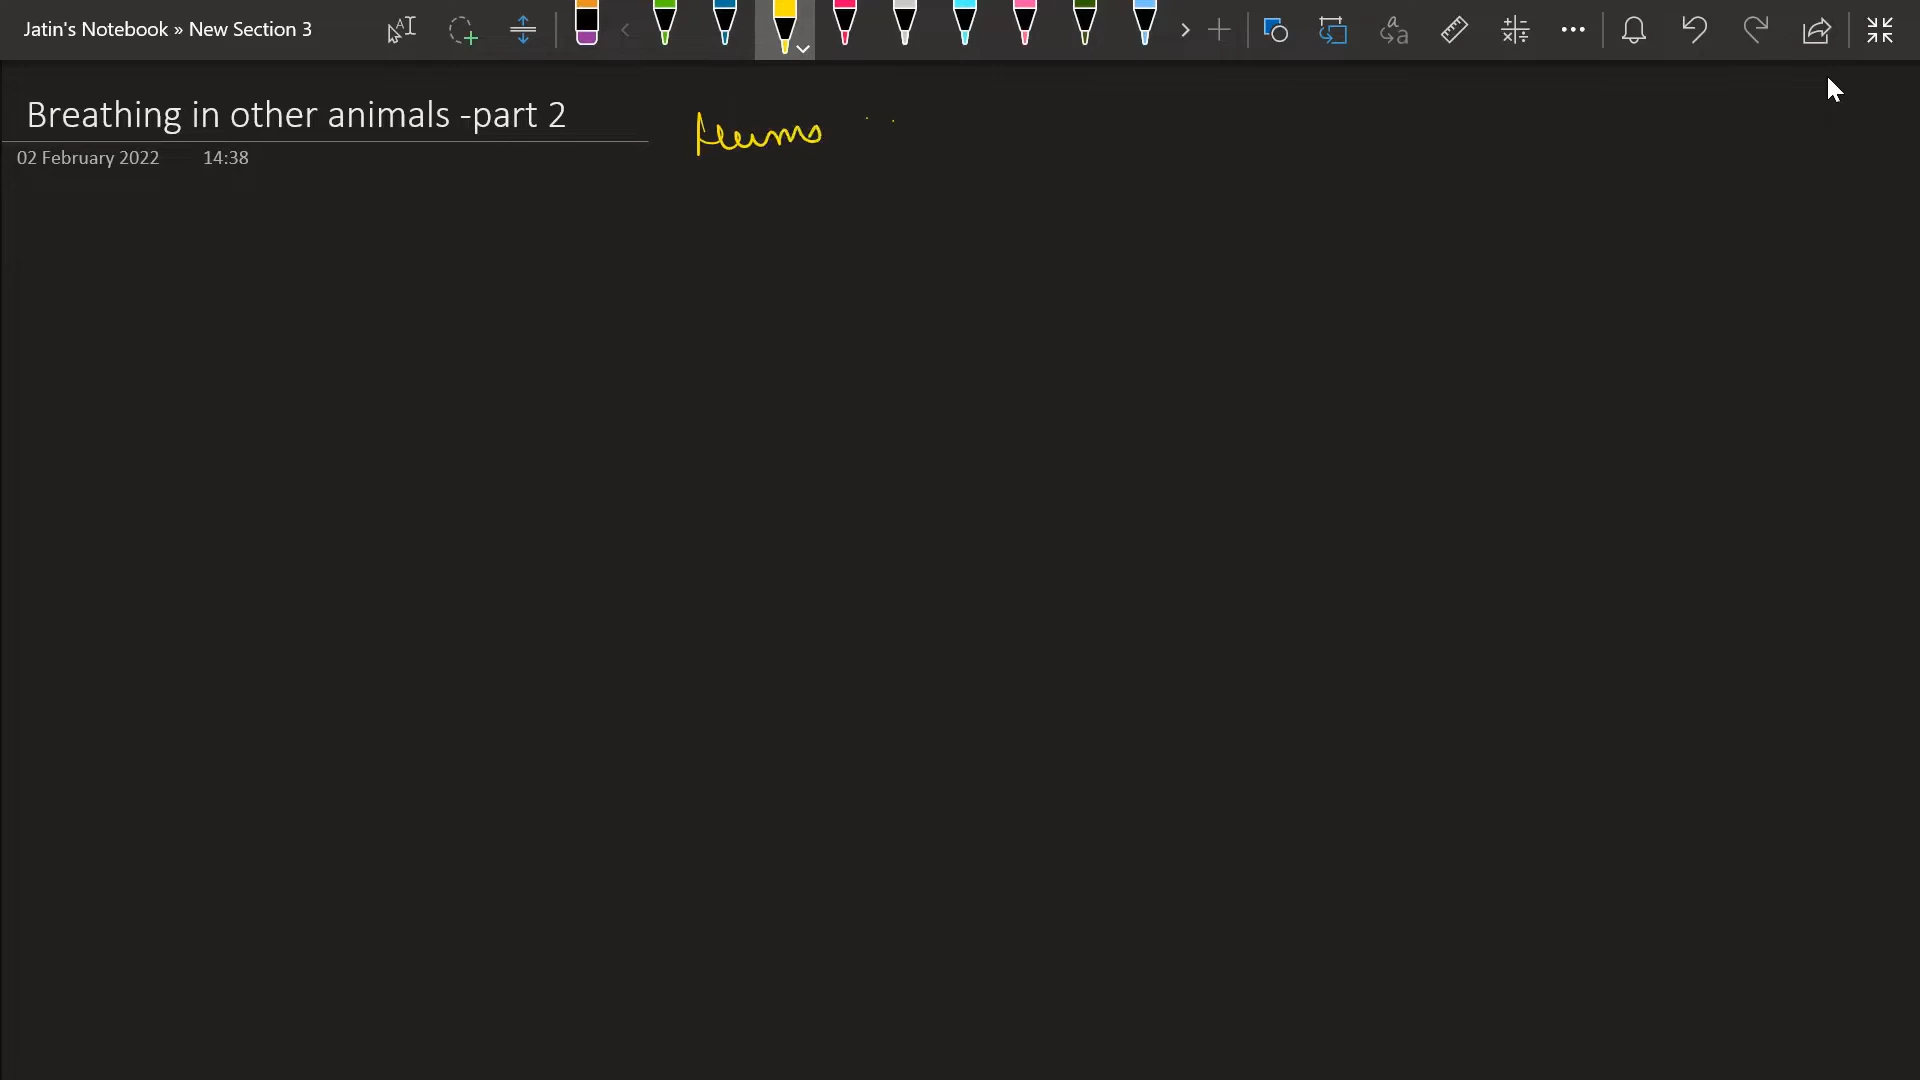 Jatin's Notebook » New Section 3
Breathing in other animals -part 2
02 February 2022 14:38